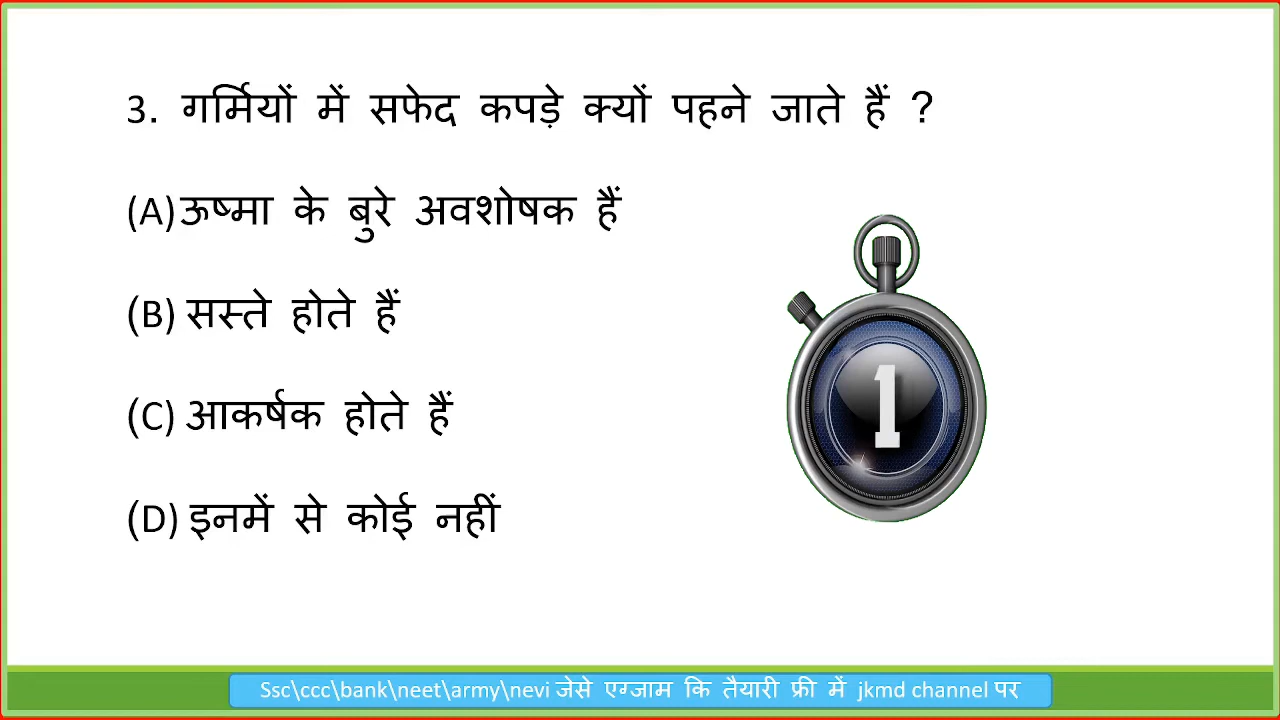 3. गर्मियों में सफेद कपड़े क्यों पहने जाते हैं ?
(A)ऊष्मा के बुरे अवशोषक हैं
(B) सस्ते होते हैं
(C) आकर्षक होते हैं
(D) इनमें से कोई नहीं
1
Ssc\ccc\bank\neet\army\nevi जेसे एग्जाम कि तैयारी फ्री में jkmd channel पर